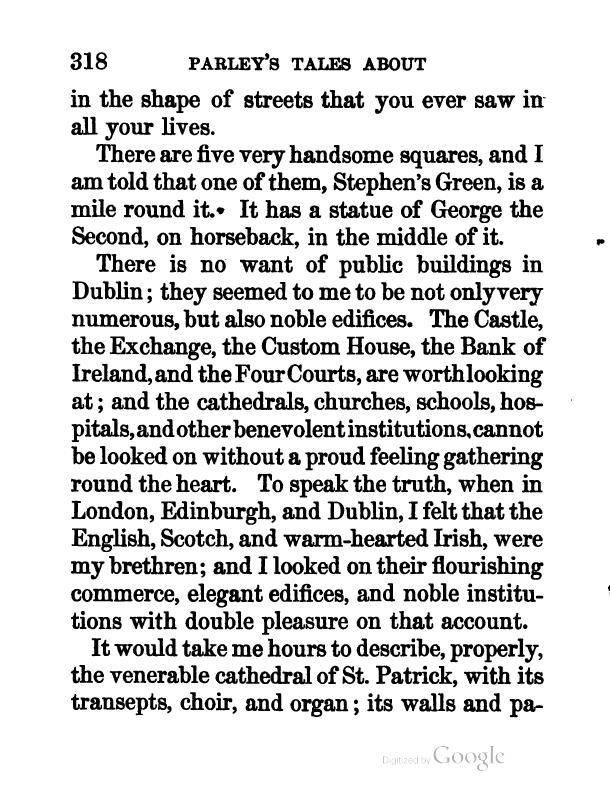 318 PARLEY'S TALES ABOUT
in the shape of streets that you ever saw in
all your lives.
There are five very handsome squares, and I
am told that one of them, Stephen's Green, is a
mile round it. It has a statue of George the
Second, on horseback, in the middle of it.
There is no want of public buildings in
Dublin; they seemed to me to be not only very
numerous, but also noble edifices. The Castle,
the Exchange, the Custom House, the Bank of
Ireland, and the Four Courts, are worth looking
at; and the cathedrals, churches, schools, hos-
pitals, and other benevolent institutions, cannot
be looked on without a proud feeling gathering
round the heart. To speak the truth, when in
London, Edinburgh, and Dublin, I felt that the
English, Scotch, and warm-hearted Irish, were
my brethren; and I looked on their flourishing
commerce, elegant edifices, and noble institu-
tions with double pleasure on that account.
It would take me hours to describe, properly,
the venerable cathedral of St. Patrick, with its
transepts, choir, and organ; its walls and pa-
Digitized by Google